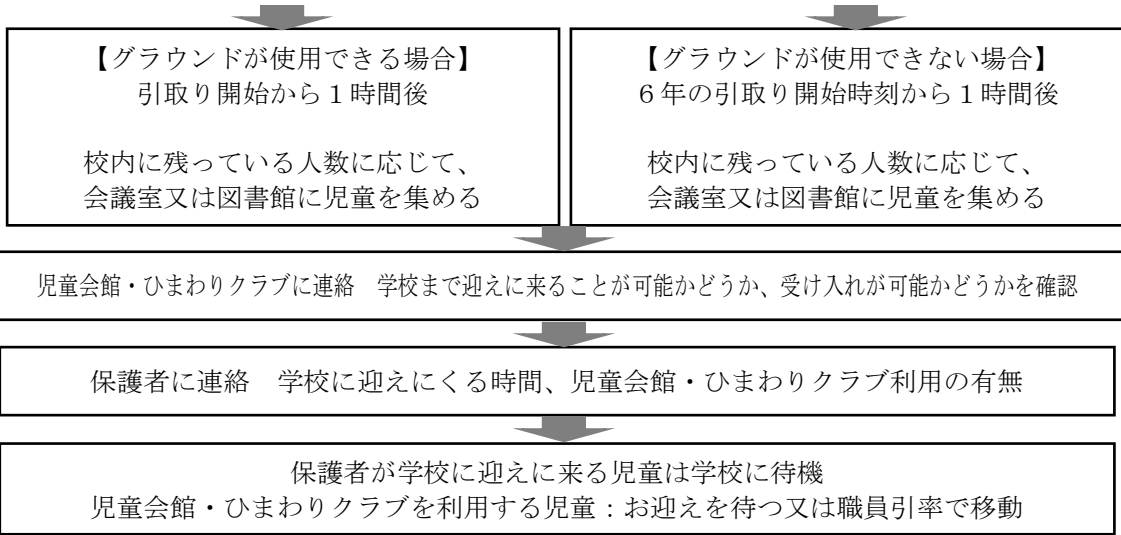 【グラウンドが使用できる場合】
引取り開始から１時間後
校内に残っている人数に応じて、
会議室又は図書館に児童を集める
【グラウンドが使用できない場合】
６年の引取り開始時刻から１時間後
校内に残っている人数に応じて、
会議室又は図書館に児童を集める
児童会館・ひまわりクラブに連絡　学校まで迎えに来ることが可能かどうか、受け入れが可能かどうかを確認
保護者に連絡　学校に迎えにくる時間、児童会館・ひまわりクラブ利用の有無
保護者が学校に迎えに来る児童は学校に待機
児童会館・ひまわりクラブを利用する児童：お迎えを待つ又は職員引率で移動